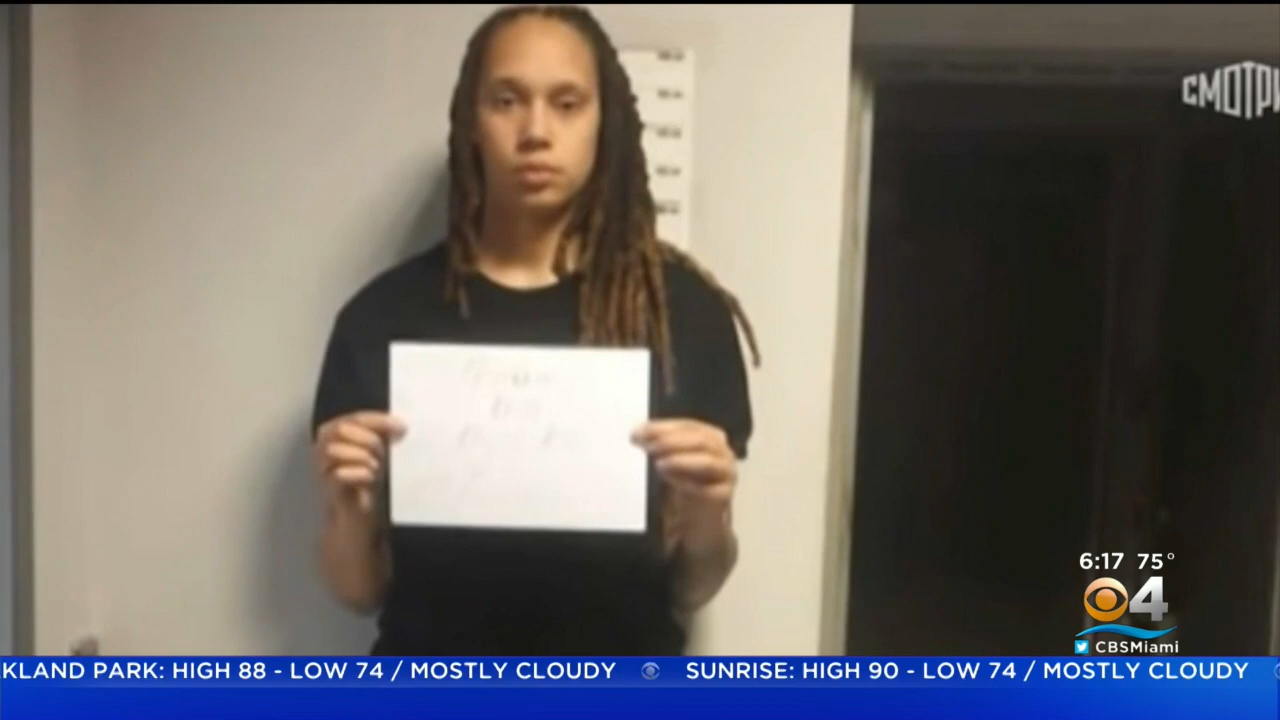 СМОТРИ
6:17 75°
4
CBSMiami
KLAND PARK: HIGH 88 - LOW 74 / MOSTLY CLOUDY SUNRISE: HIGH 90 - LOW 74 / MOSTLY CLOUDY